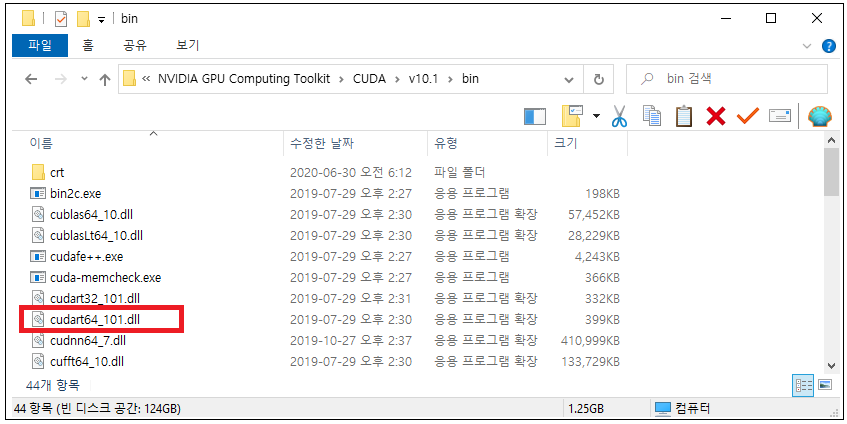 bin
파일 홈 공유 보기
« NVIDIA GPU Computing Toolkit > CUDA > v10.1 > bin bin 검색
이름 수정한 날짜 유형 크기
crt 2020-06-30 오전 6:12 파일 폴더
bin2c.exe 2019-07-29 오후 2:27 응용 프로그램 198KB
cublas64_10.dll 2019-07-29 오후 2:30 응용 프로그램 확장 57,452KB
cublasLt64_10.dll 2019-07-29 오후 2:30 응용 프로그램 확장 28,229KB
cudafe++.exe 2019-07-29 오후 2:27 응용 프로그램 4,243KB
cuda-memcheck.exe 2019-07-29 오후 2:27 응용 프로그램 366KB
cudart32_101.dll 2019-07-29 오후 2:31 응용 프로그램 확장 332KB
cudart64_101.dll 2019-07-29 오후 2:30 응용 프로그램 확장 399KB
cudnn64_7.dll 2019-10-27 오후 2:37 응용 프로그램 확장 410,999KB
cufft64_10.dll 2019-07-29 오후 2:30 응용 프로그램 확장 133,729KB
44개 항목
44 항목 (빈 디스크 공간: 124GB) 1.25GB 컴퓨터